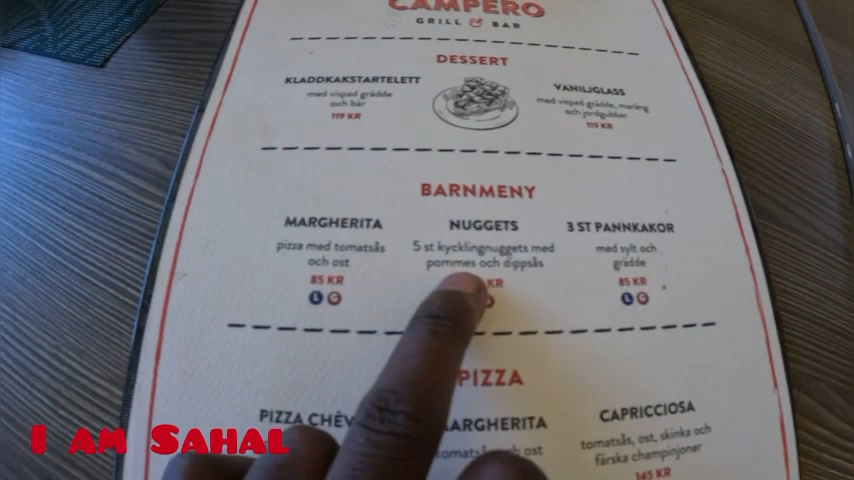 CAMPERO
GRILL & BAR
DESSERT
KLADDKAKSTARTELETT
med vispad grädde
och bär
119 KR
VANILJGLASS
med vispad grädde, maräng
och jordgubbar
119 KR
BARNMENY
MARGHERITA
pizza med tomatsås
och ost
85 KR
L G
NUGGETS
5 st kycklingnuggets med
pommes och dippsås
KR
3 ST PANNKAKOR
med sylt och
grädde
85 KR
L G
PIZZA
PIZZA CHÈV
ARGHERITA
och ost
CAPRICCIOSA
tomatsås, ost, skinka och
färska champinjoner
145 KR
I AM SAHAL